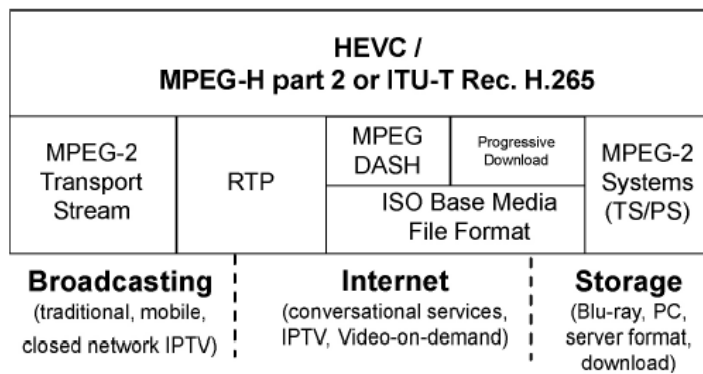 HEVC /
MPEG-H part 2 or ITU-T Rec. H.265
MPEG-2
Transport
Stream
RTP
MPEG
DASH
Progressive
Download
ISO Base Media
File Format
MPEG-2
Systems
(TS/PS)
Broadcasting
(traditional, mobile,
closed network IPTV)
Internet
(conversational services,
IPTV, Video-on-demand)
Storage
(Blu-ray, PC,
server format,
download)